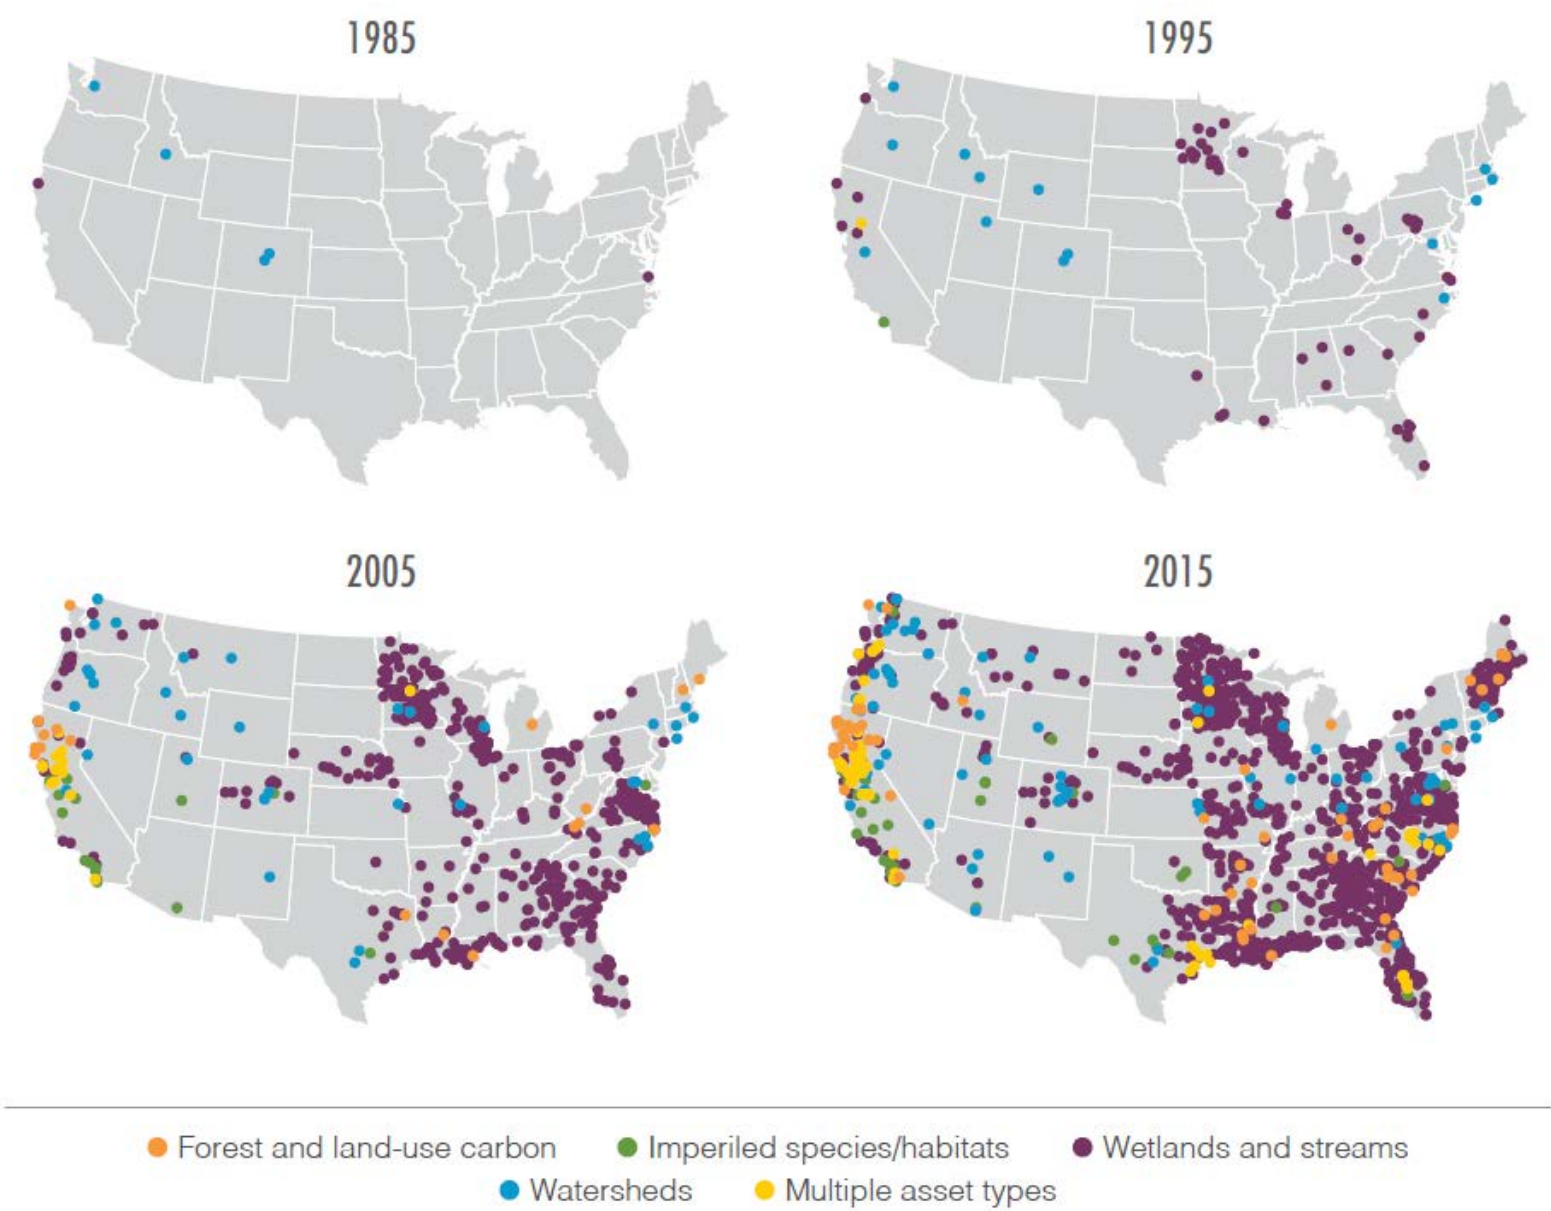 1985
1995
2005
2015
Forest and land-use carbon
Imperiled species/habitats
Wetlands and streams
Watersheds
Multiple asset types